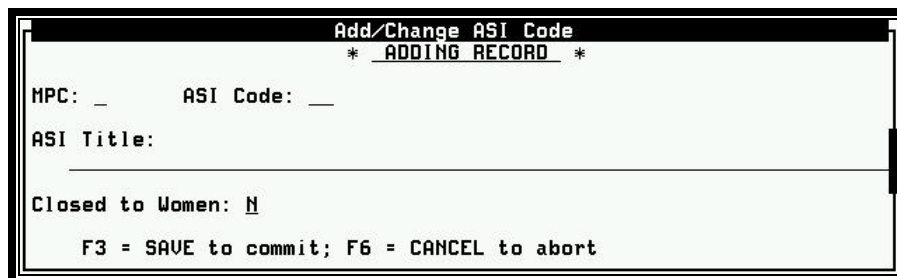 Add/Change ASI Code
* ADDING RECORD *
MPC: _ ASI Code: __
ASI Title:
Closed to Women: N
F3 = SAVE to commit; F6 = CANCEL to abort